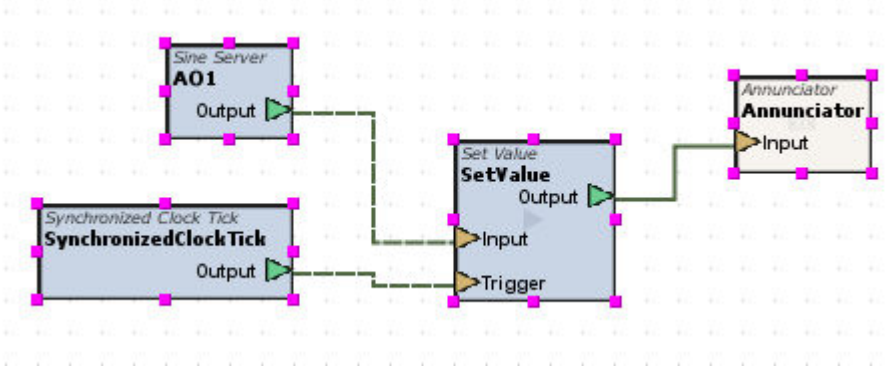 Sine Server
AO1
Output
Synchronized Clock Tick
SynchronizedClockTick
Output
Set Value
SetValue
Output
Input
Trigger
Annunciator
Annunciator
Input